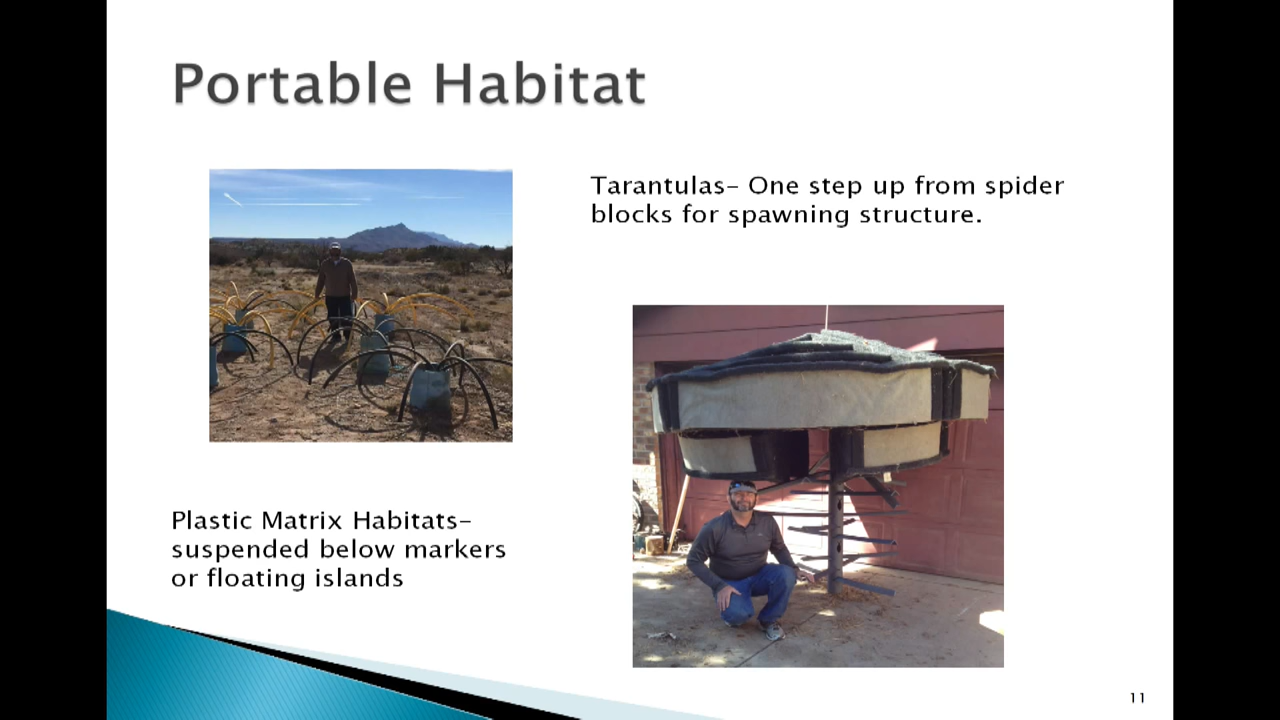 Portable Habitat
Tarantulas– One step up from spider
blocks for spawning structure.
Plastic Matrix Habitats–
suspended below markers
or floating islands
11